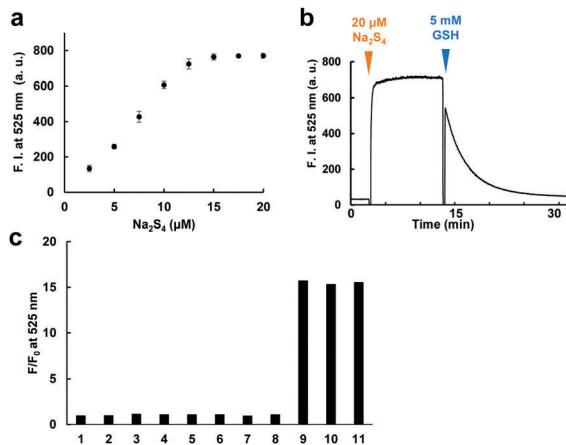 a
F. I. at 525 nm (a. u.)
800
600
400
200
0
0
5
10
15
20
Na₂S₄ (μM)
b
20 μM
Na₂S₄
5 mM
GSH
F. I. at 525 nm (a. u.)
800
600
400
200
0
0
15
30
Time (min)
c
F/F₀ at 525 nm
20
15
10
5
0
1 2 3 4 5 6 7 8 9 10 11